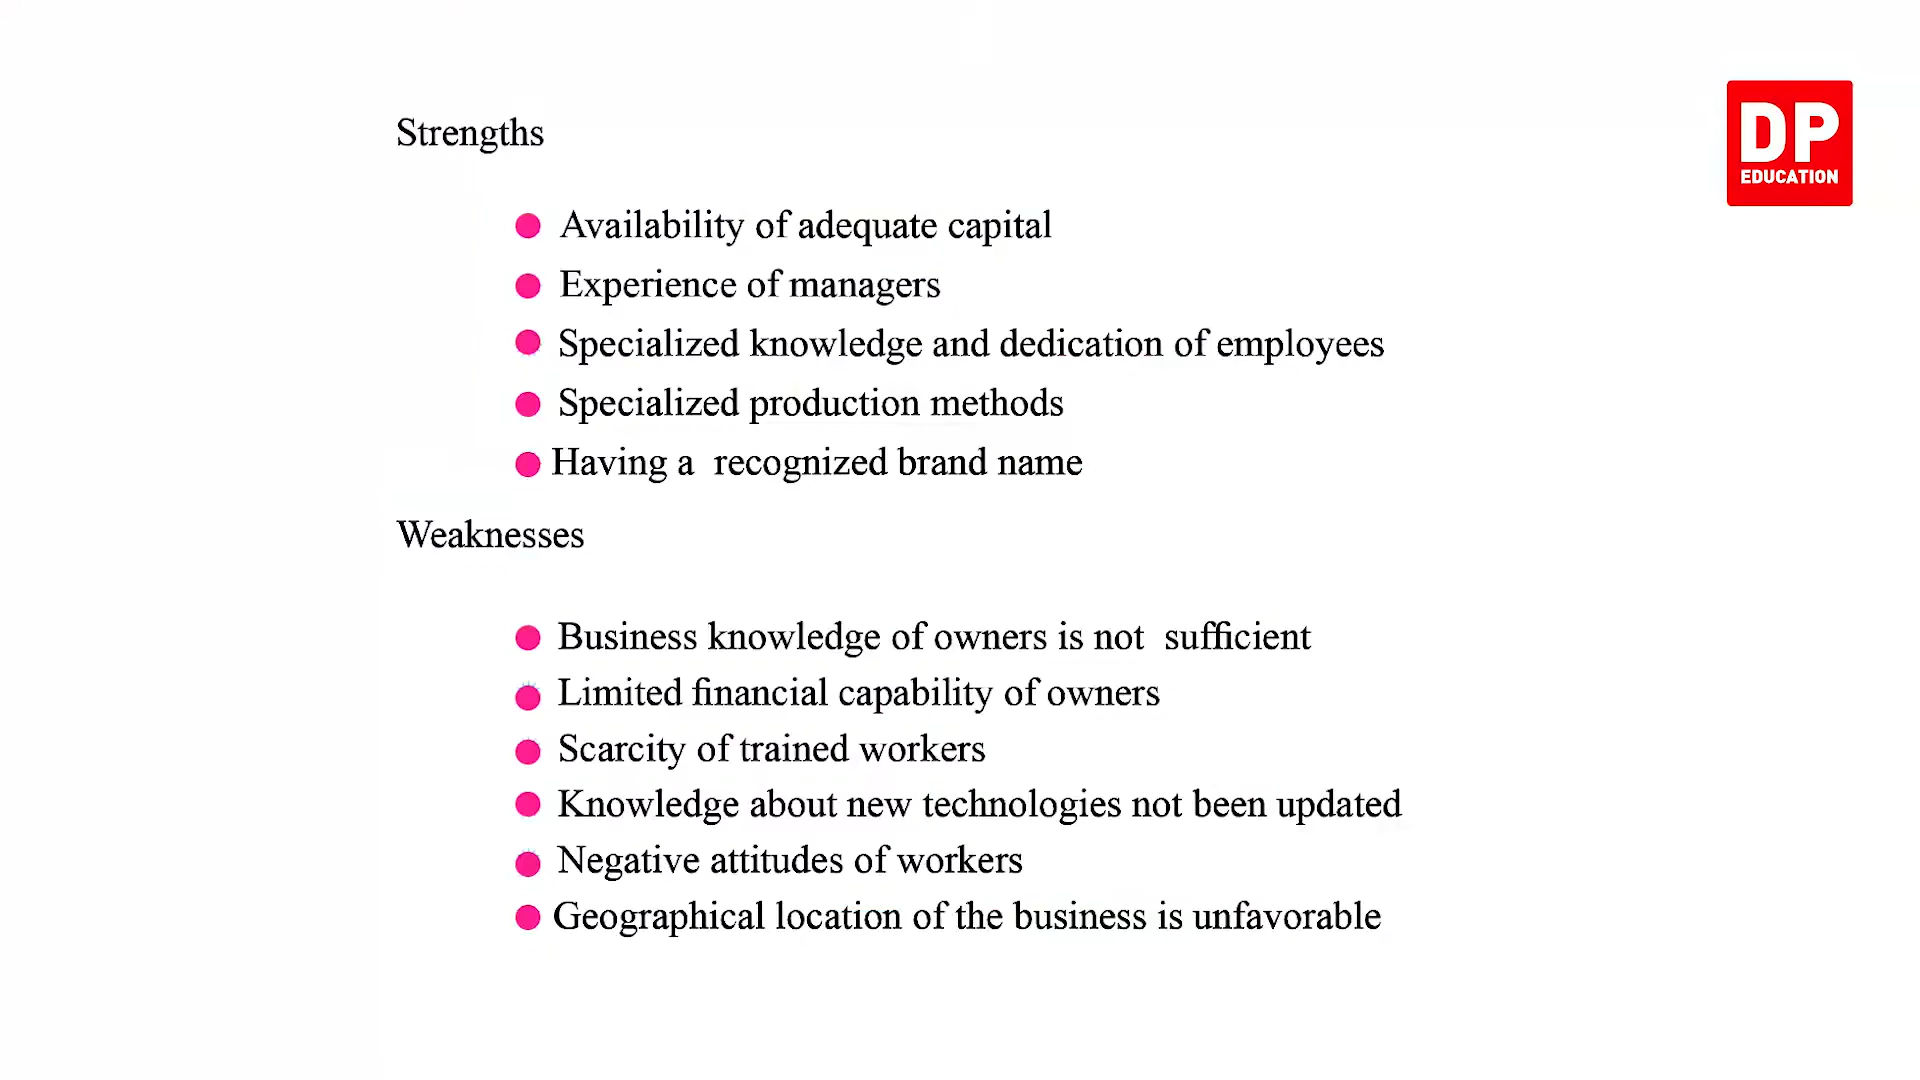 DP
EDUCATION
Strengths
Availability of adequate capital
Experience of managers
Specialized knowledge and dedication of employees
Specialized production methods
Having a recognized brand name
Weaknesses
Business knowledge of owners is not sufficient
Limited financial capability of owners
Scarcity of trained workers
Knowledge about new technologies not been updated
Negative attitudes of workers
Geographical location of the business is unfavorable